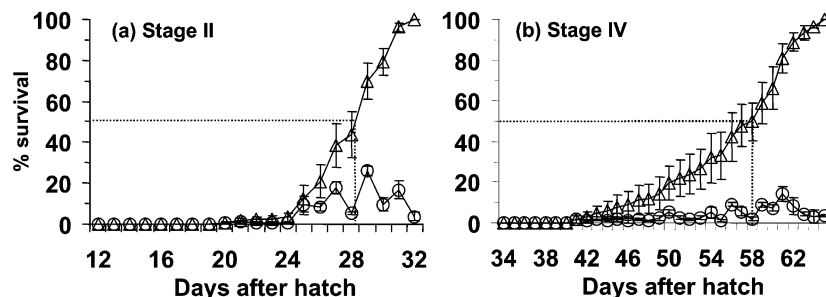 (a) Stage II
(b) Stage IV
% survival
100
80
60
40
20
0
12 16 20 24 28 32
Days after hatch
100
80
60
40
20
0
34 38 42 46 50 54 58 62
Days after hatch